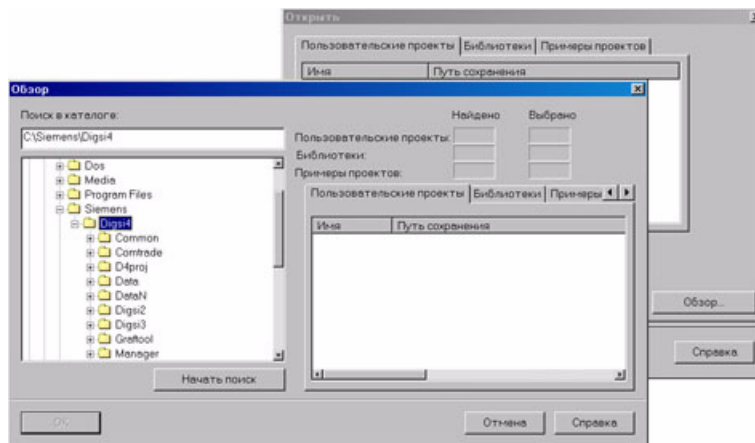 Открыть
Пользовательские проекты Библиотеки Примеры проектов
Имя Путь сохранения
Обзор
Поиск в каталоге:
C:\Siemens\Digsi4
Найдено Выбрано
Пользовательские проекты:
Библиотеки:
Примеры проектов:
Dos
Media
Program Files
Siemens
Digsi4
Common
Comtrade
D4proj
Data
DataN
Digsi2
Digsi3
Graftool
Manager
Пользовательские проекты Библиотеки Примеры
Имя Путь сохранения
Начать поиск
OK
Отмена
Справка
Обзор...
Справка